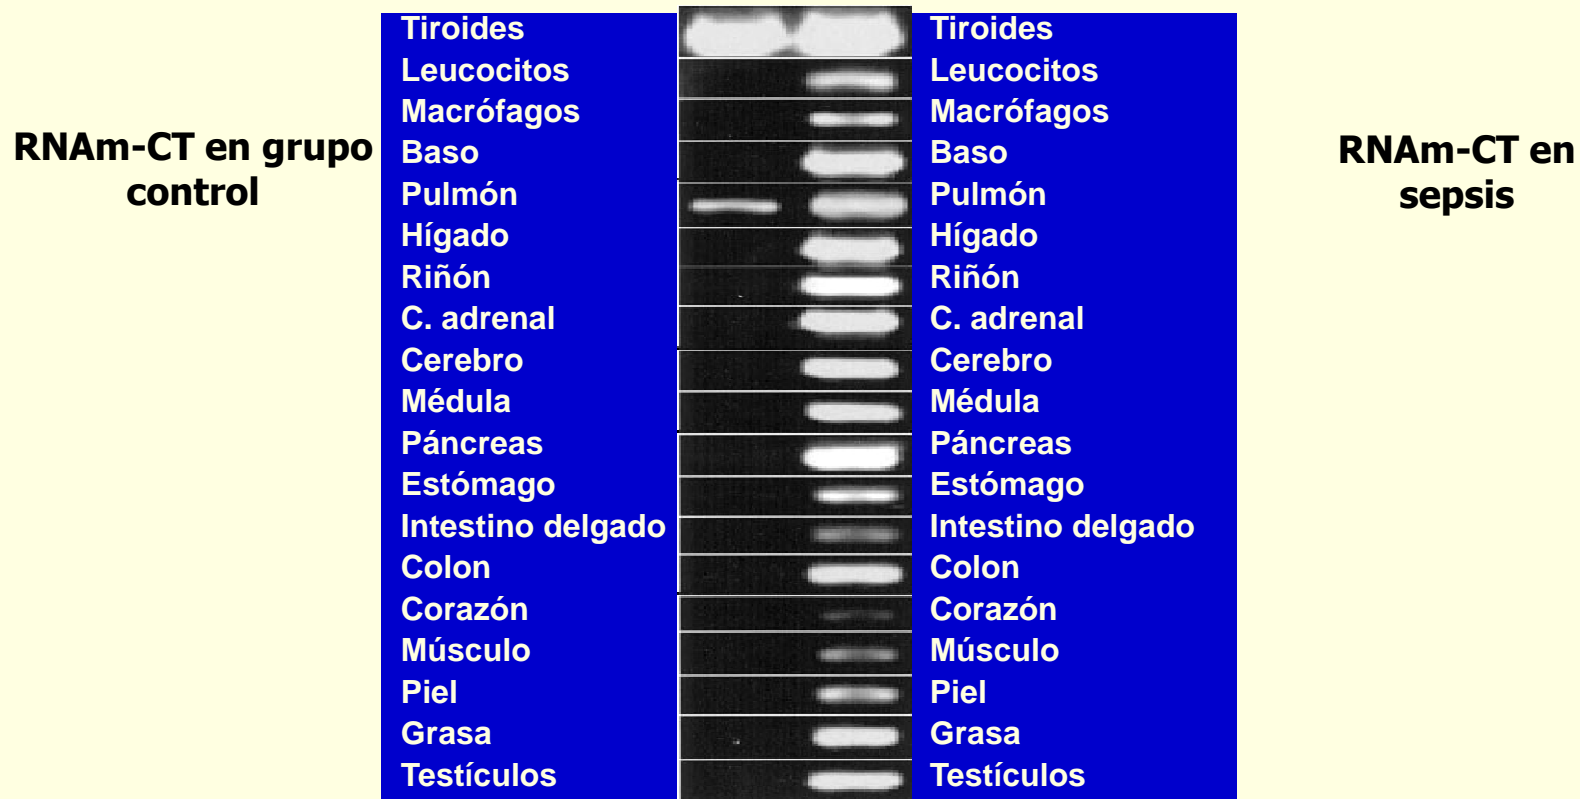 RNAm-CT en grupo
control
Tiroides
Leucocitos
Macrófagos
Baso
Pulmón
Hígado
Riñón
C. adrenal
Cerebro
Médula
Páncreas
Estómago
Intestino delgado
Colon
Corazón
Músculo
Piel
Grasa
Testículos
Tiroides
Leucocitos
Macrófagos
Baso
Pulmón
Hígado
Riñón
C. adrenal
Cerebro
Médula
Páncreas
Estómago
Intestino delgado
Colon
Corazón
Músculo
Piel
Grasa
Testículos
RNAm-CT en
sepsis